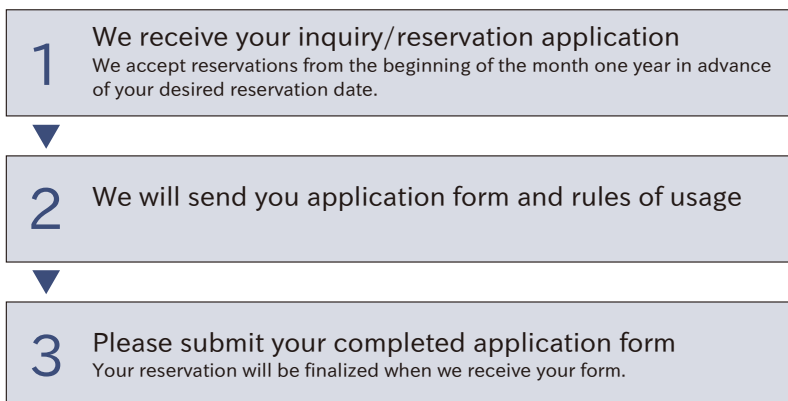 1
We receive your inquiry/reservation application
We accept reservations from the beginning of the month one year in advance
of your desired reservation date.
2
We will send you application form and rules of usage
3
Please submit your completed application form
Your reservation will be finalized when we receive your form.